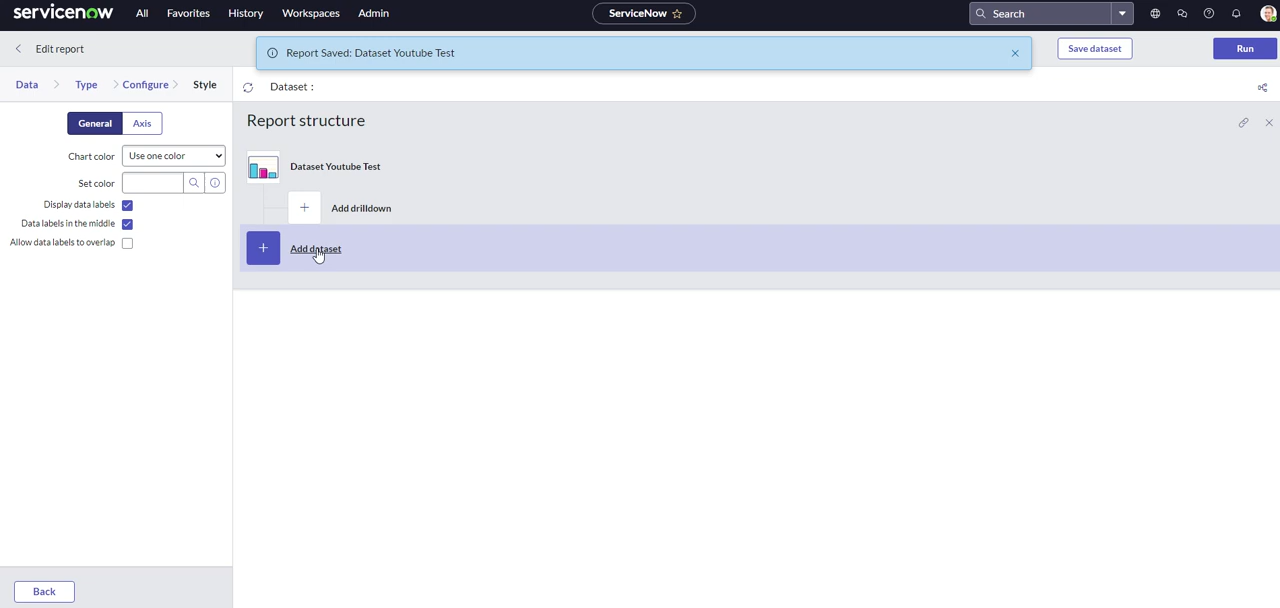 servicenow All Favorites History Workspaces Admin ServiceNow Search
Edit report
Report Saved: Dataset Youtube Test
Save dataset
Run
Data Type Configure Style
Dataset :
General Axis
Chart color Use one color
Set color
Display data labels
Data labels in the middle
Allow data labels to overlap
Report structure
Dataset Youtube Test
Add drilldown
Add dataset
Back